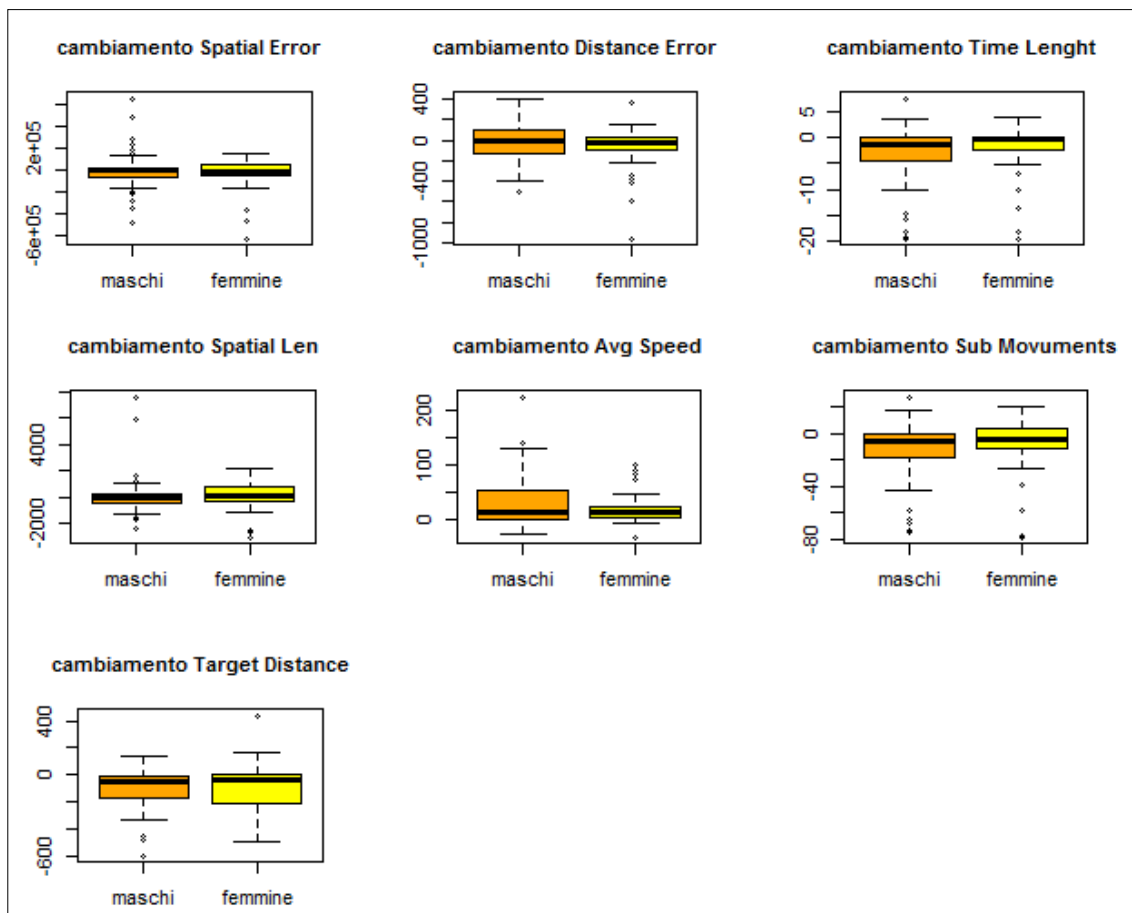 cambiamento Spatial Error
cambiamento Distance Error
cambiamento Time Lenght
2e+05
-6e+05
maschi
femmine
400
0
-400
-1000
maschi
femmine
5
0
-10
-20
maschi
femmine
cambiamento Spatial Len
cambiamento Avg Speed
cambiamento Sub Movuments
4000
-2000
maschi
femmine
200
100
0
maschi
femmine
0
-40
-80
maschi
femmine
cambiamento Target Distance
400
0
-600
maschi
femmine